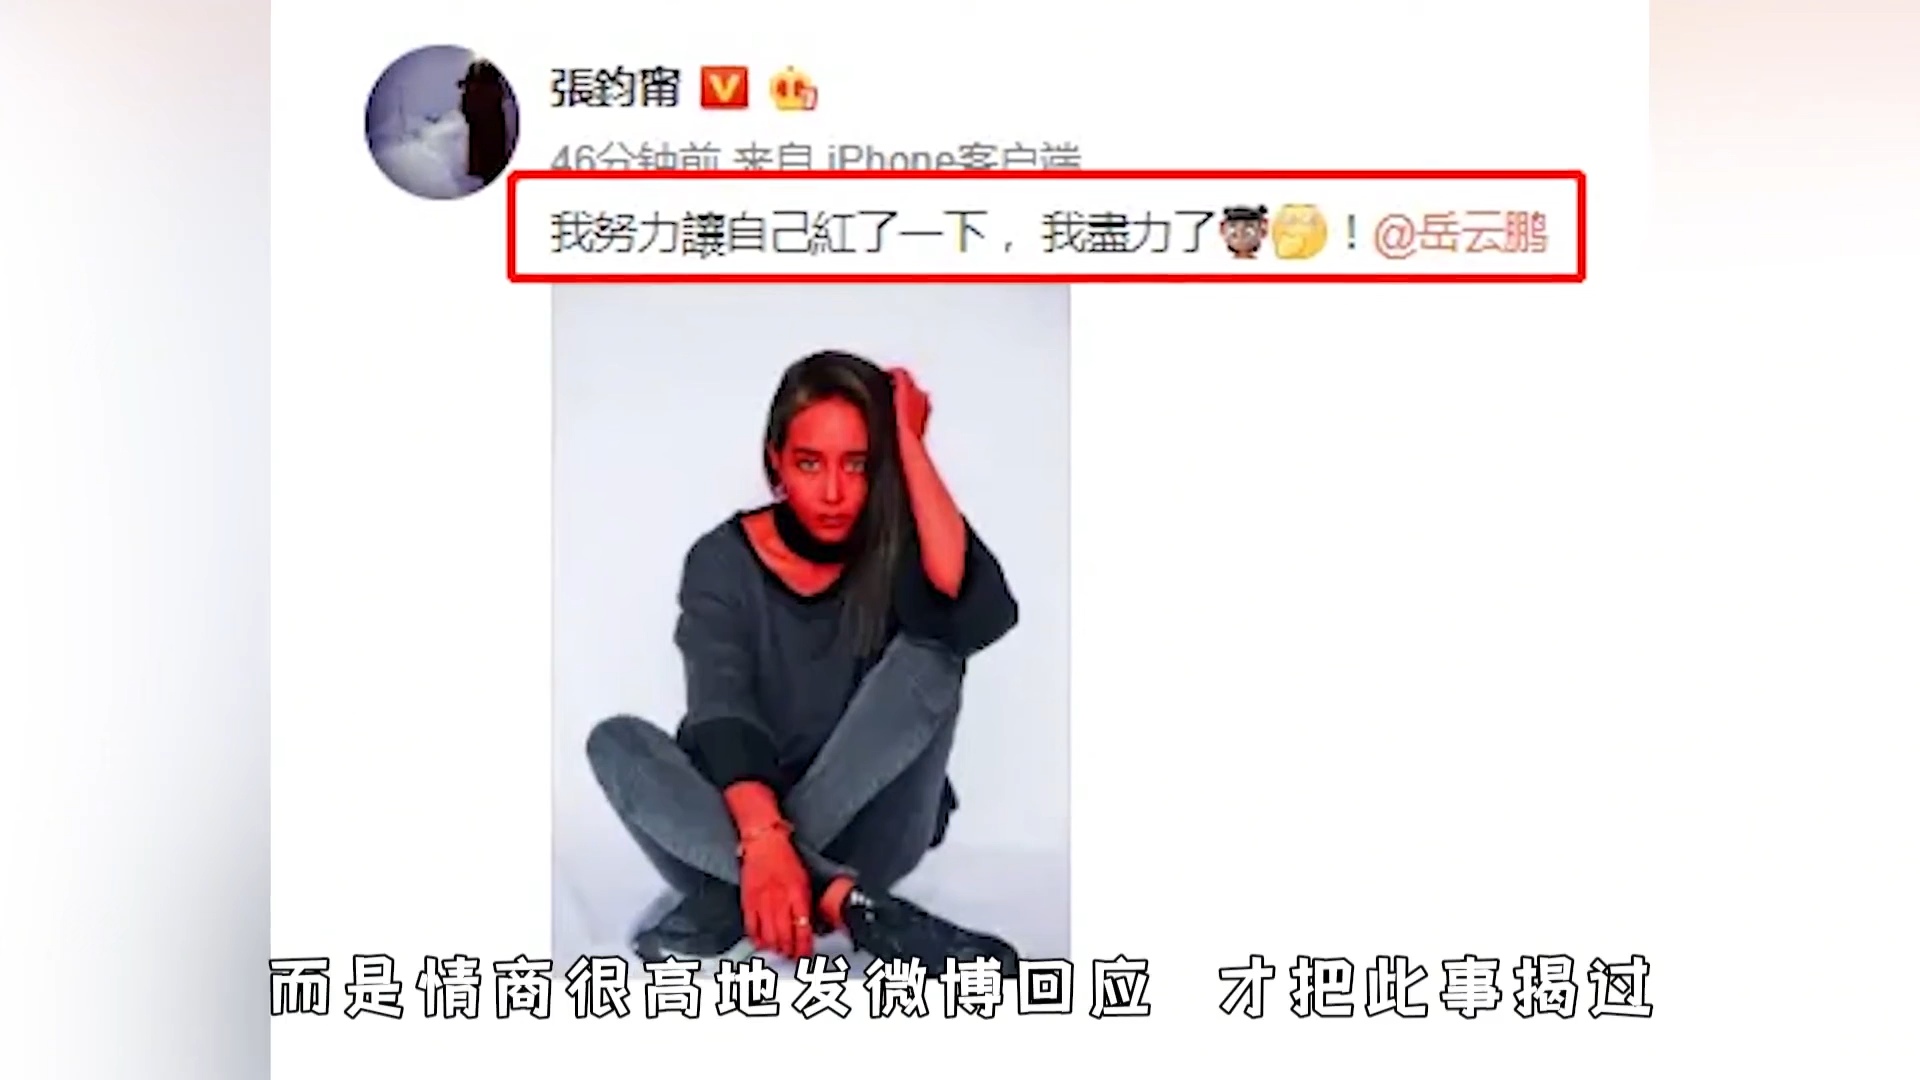 張鈞甯
46分钟前 来自 iPhone客户端
我努力讓自己紅了一下，我盡力了！@岳云鹏
而是情商很高地发微博回应 才把此事揭过